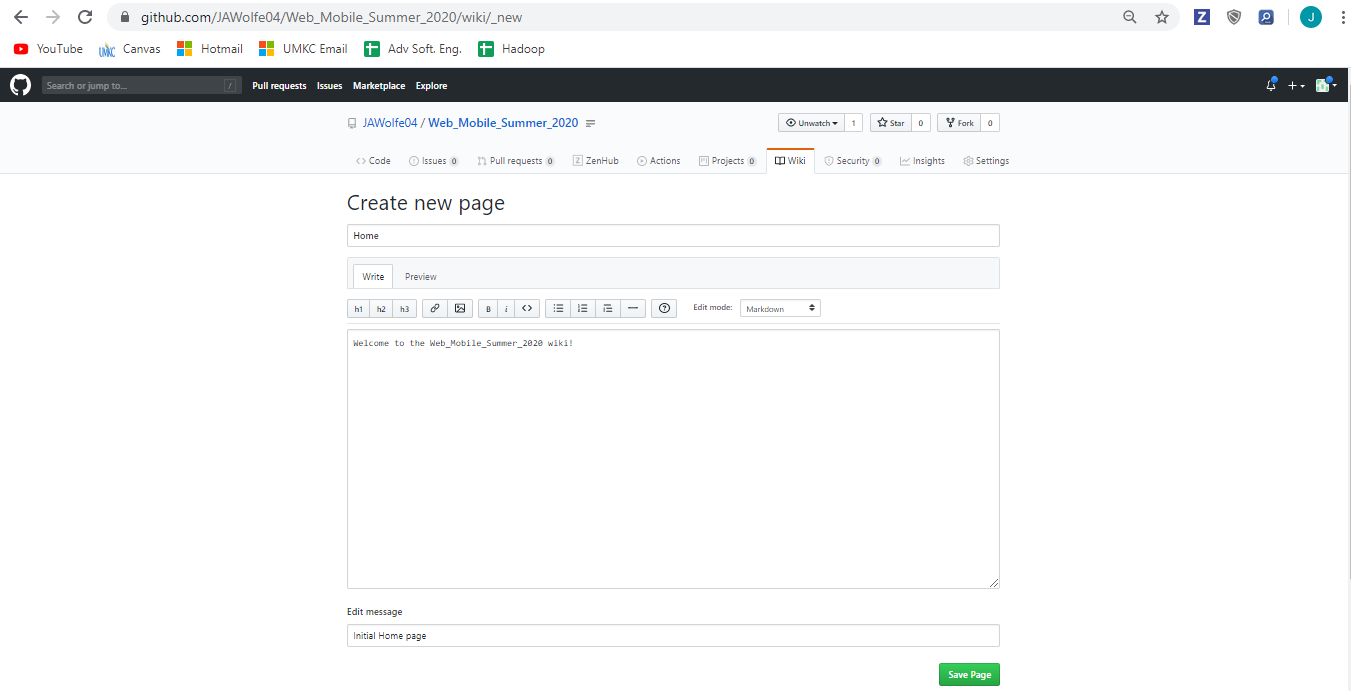 github.com/JAWolfe04/Web_Mobile_Summer_2020/wiki/_new
Z
J
YouTube UMKC Canvas Hotmail UMKC Email Adv Soft. Eng. Hadoop
Search or jump to... / Pull requests Issues Marketplace Explore
JAWolfe04 / Web_Mobile_Summer_2020 Unwatch 1 Star 0 Fork 0
Code Issues 0 Pull requests 0 ZenHub Actions Projects 0 Wiki Security 0 Insights Settings
Create new page
Home
Write Preview
h1 h2 h3 B i <> Edit mode: Markdown
Welcome to the Web_Mobile_Summer_2020 wiki!
Edit message
Initial Home page
Save Page